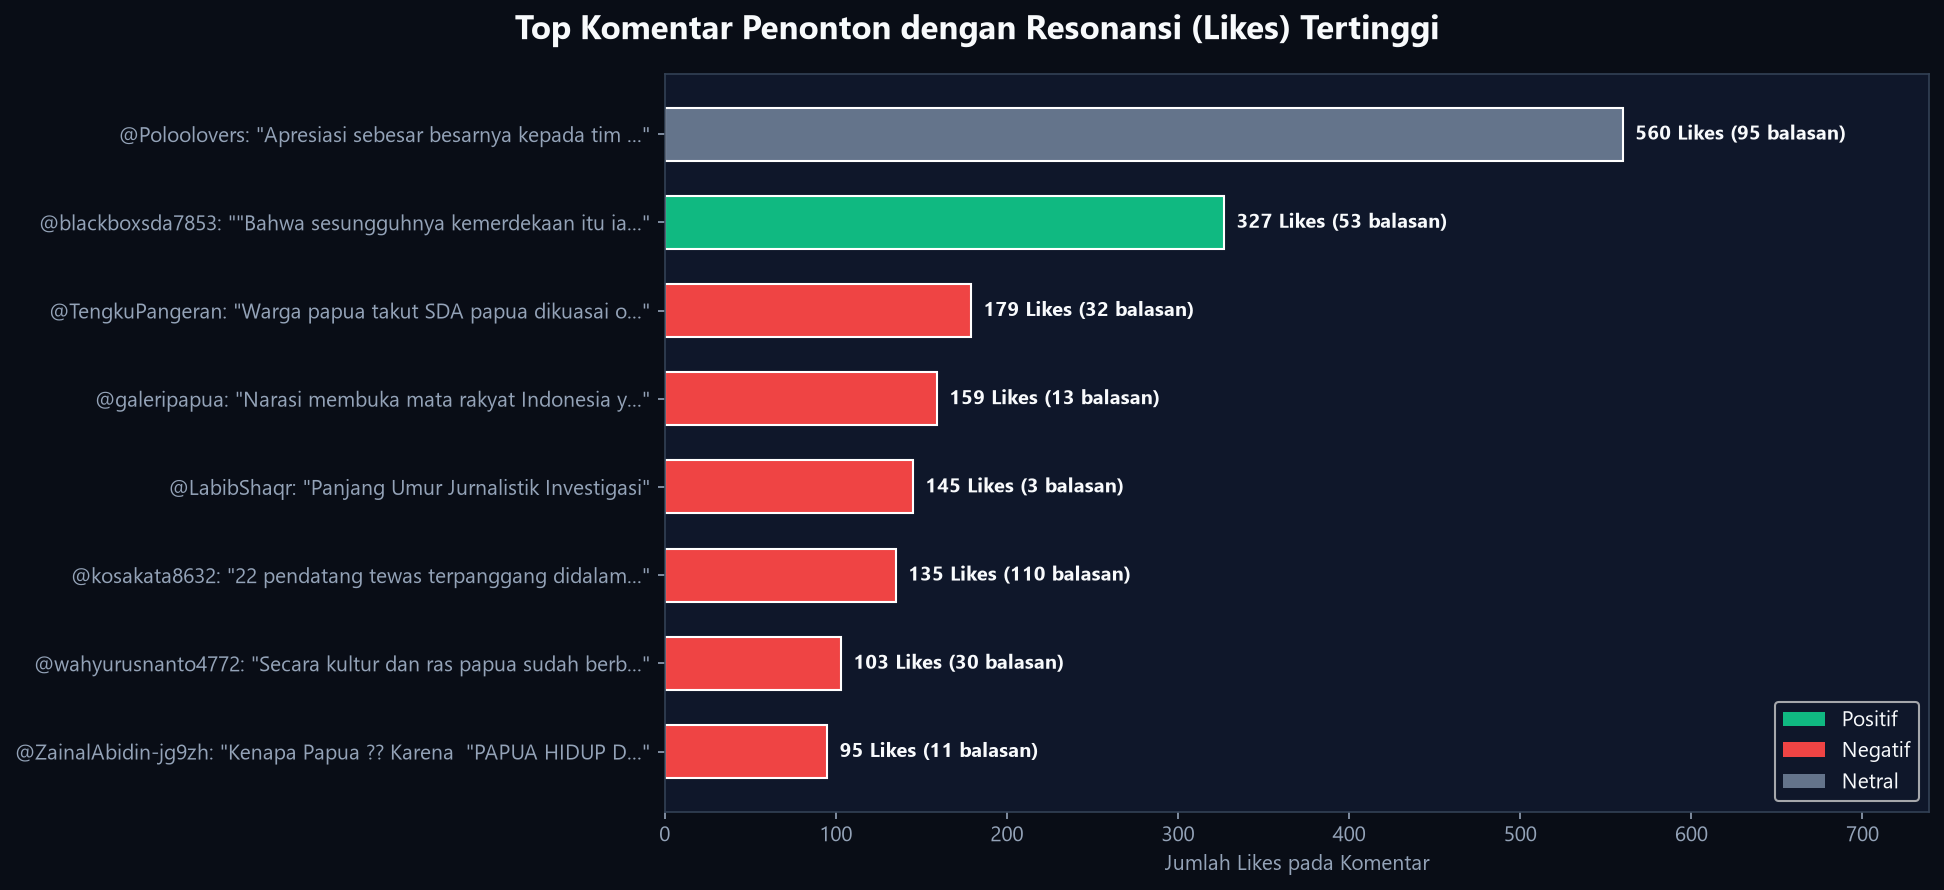 Top Komentar Penonton dengan Resonansi (Likes) Tertinggi
@Poloolovers: "Apresiasi sebesar besarnya kepada tim ..."
560 Likes (95 balasan)
@blackboxsda7853: ""Bahwa sesungguhnya kemerdekaan itu ia..."
327 Likes (53 balasan)
@TengkuPangeran: "Warga papua takut SDA papua dikuasai o..."
179 Likes (32 balasan)
@galeripapua: "Narasi membuka mata rakyat Indonesia y..."
159 Likes (13 balasan)
@LabibShaqr: "Panjang Umur Jurnalistik Investigasi"
145 Likes (3 balasan)
@kosakata8632: "22 pendatang tewas terpanggang didalam..."
135 Likes (110 balasan)
@wahyurusnanto4772: "Secara kultur dan ras papua sudah berb..."
103 Likes (30 balasan)
@ZainalAbidin-jg9zh: "Kenapa Papua ?? Karena  "PAPUA HIDUP D..."
95 Likes (11 balasan)
Positif
Negatif
Netral
0 100 200 300 400 500 600 700
Jumlah Likes pada Komentar